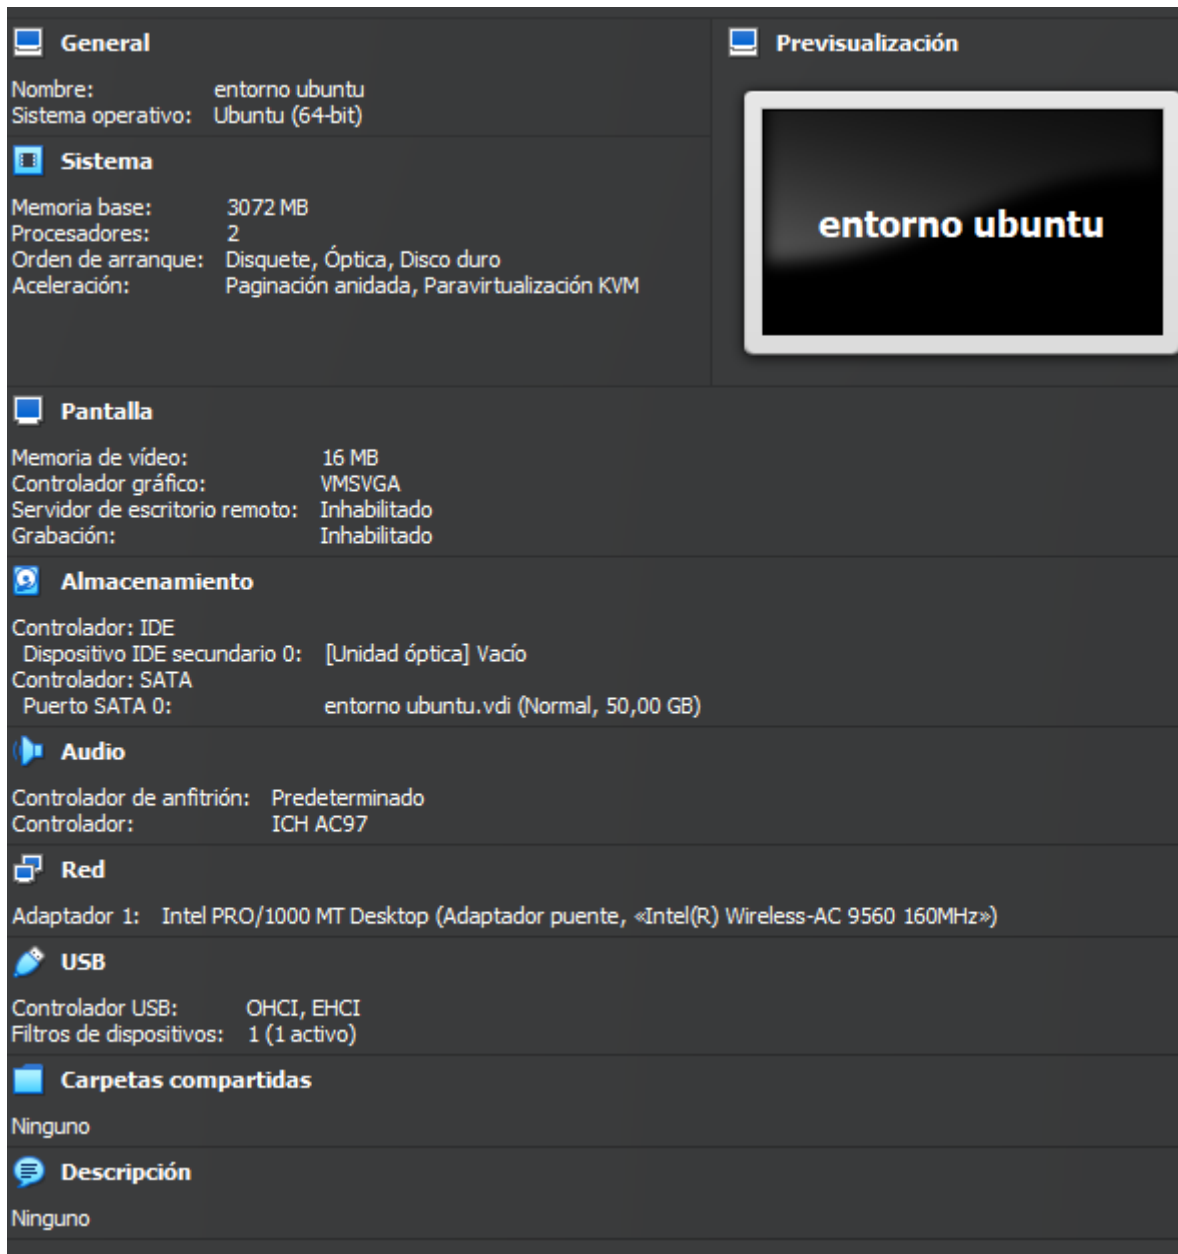 General
Nombre: entorno ubuntu
Sistema operativo: Ubuntu (64-bit)
Previsualización
entorno ubuntu
Sistema
Memoria base: 3072 MB
Procesadores: 2
Orden de arranque: Disquete, Óptica, Disco duro
Aceleración: Paginación anidada, Paravirtualización KVM
Pantalla
Memoria de vídeo: 16 MB
Controlador gráfico: VMSVGA
Servidor de escritorio remoto: Inhabilitado
Grabación: Inhabilitado
Almacenamiento
Controlador: IDE
Dispositivo IDE secundario 0: [Unidad óptica] Vacío
Controlador: SATA
Puerto SATA 0: entorno ubuntu.vdi (Normal, 50,00 GB)
Audio
Controlador de anfitrión: Predeterminado
Controlador: ICH AC97
Red
Adaptador 1: Intel PRO/1000 MT Desktop (Adaptador puente, «Intel(R) Wireless-AC 9560 160MHz»)
USB
Controlador USB: OHCI, EHCI
Filtros de dispositivos: 1 (1 activo)
Carpetas compartidas
Ninguno
Descripción
Ninguno